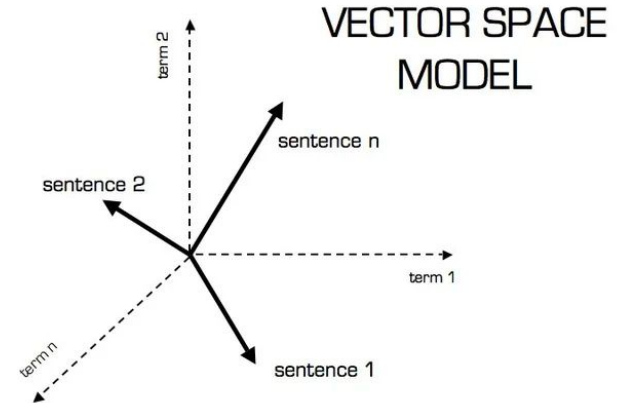 VECTOR SPACE
MODEL
term 2
sentence n
sentence 2
term 1
term n
sentence 1